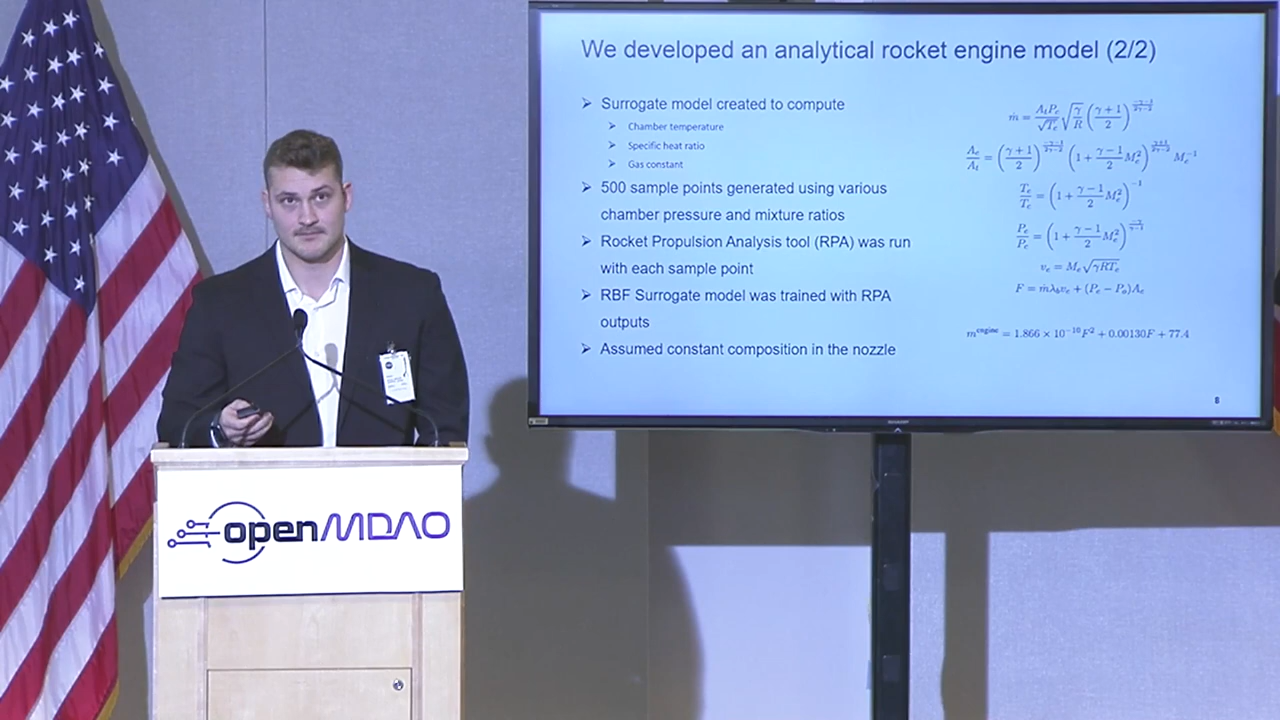 We developed an analytical rocket engine model (2/2)
➢ Surrogate model created to compute
➢ Chamber temperature
➢ Specific heat ratio
➢ Gas constant
➢ 500 sample points generated using various
chamber pressure and mixture ratios
➢ Rocket Propulsion Analysis tool (RPA) was run
with each sample point
➢ RBF Surrogate model was trained with RPA
outputs
➢ Assumed constant composition in the nozzle
v_e = M_e√γRT_e
F = ṁλ_b v_e + (P_e − P_a)A_e
m^engine = 1.866 × 10^−10 F^2 + 0.00130F + 77.4
8
SHARP
openMDAO